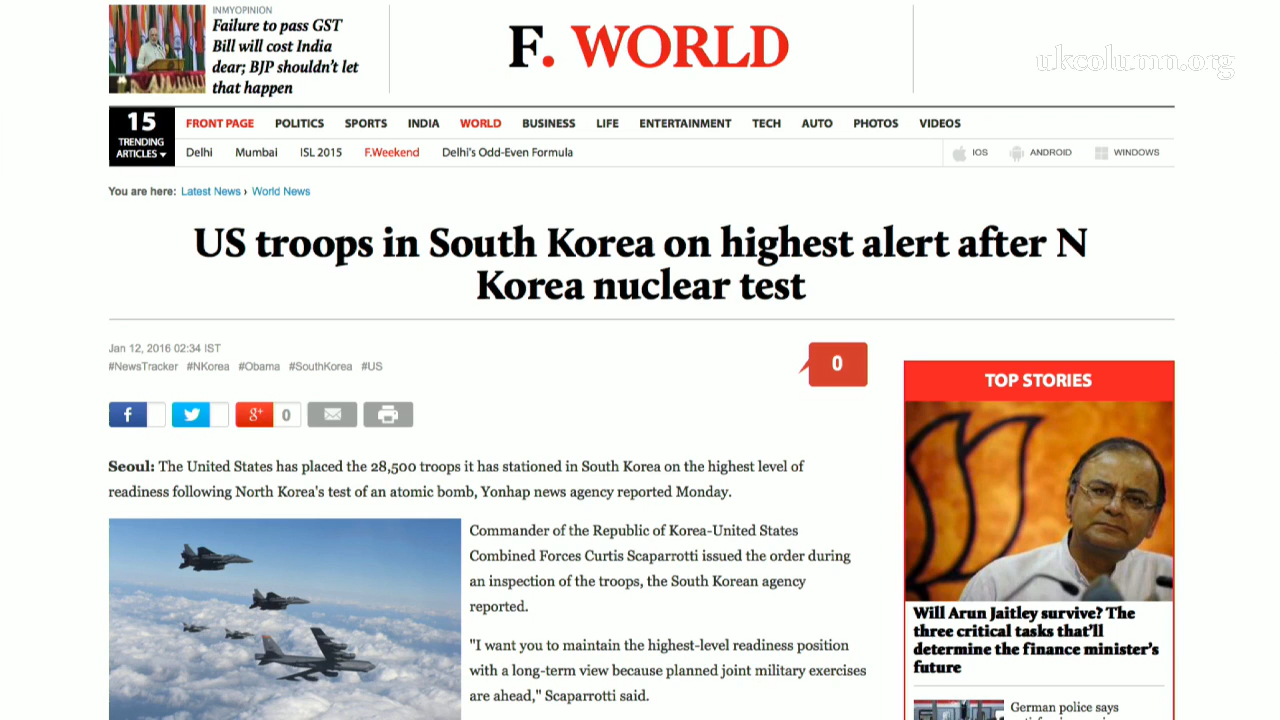 INMYOPINION
Failure to pass GST
Bill will cost India
dear; BJP shouldn't let
that happen
F. WORLD
ukcolumn.org
15
TRENDING
ARTICLES
FRONT PAGE POLITICS SPORTS INDIA WORLD BUSINESS LIFE ENTERTAINMENT TECH AUTO PHOTOS VIDEOS
Delhi Mumbai ISL 2015 F.Weekend Delhi's Odd-Even Formula IOS ANDROID WINDOWS
You are here: Latest News › World News
US troops in South Korea on highest alert after N
Korea nuclear test
Jan 12, 2016 02:34 IST
#NewsTracker #NKorea #Obama #SouthKorea #US
0
f g+ 0
Seoul: The United States has placed the 28,500 troops it has stationed in South Korea on the highest level of
readiness following North Korea's test of an atomic bomb, Yonhap news agency reported Monday.
Commander of the Republic of Korea-United States
Combined Forces Curtis Scaparrotti issued the order during
an inspection of the troops, the South Korean agency
reported.
"I want you to maintain the highest-level readiness position
with a long-term view because planned joint military exercises
are ahead," Scaparrotti said.
TOP STORIES
Will Arun Jaitley survive? The
three critical tasks that'll
determine the finance minister's
future
German police says